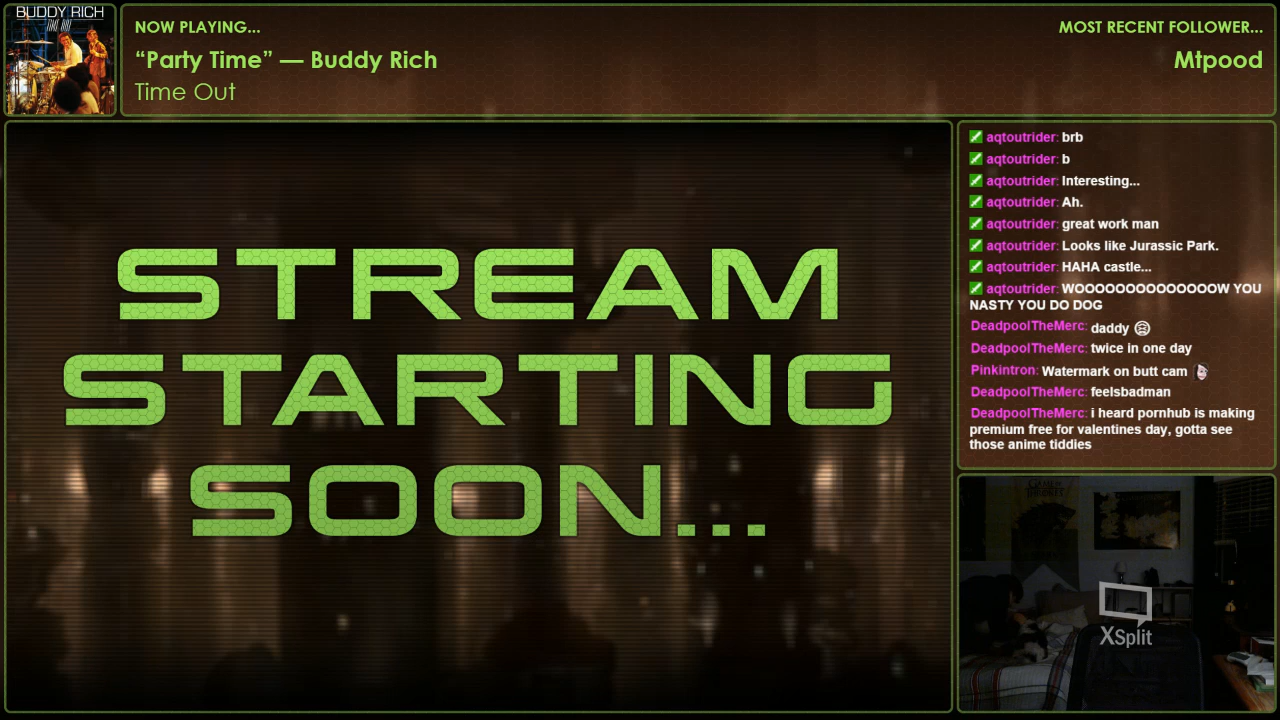 BUDDY RICH
NOW PLAYING...
“Party Time” — Buddy Rich
Time Out
MOST RECENT FOLLOWER...
Mtpood
STREAM
STARTING
SOON...
aqtoutrider: brb
aqtoutrider: b
aqtoutrider: Interesting...
aqtoutrider: Ah.
aqtoutrider: great work man
aqtoutrider: Looks like Jurassic Park.
aqtoutrider: HAHA castle...
aqtoutrider: WOOOOOOOOOOOOOOW YOU
NASTY YOU DO DOG
DeadpoolTheMerc: daddy 😫
DeadpoolTheMerc: twice in one day
Pinkintron: Watermark on butt cam
DeadpoolTheMerc: feelsbadman
DeadpoolTheMerc: i heard pornhub is making
premium free for valentines day, gotta see
those anime tiddies
GAME OF
THRONES
XSplit